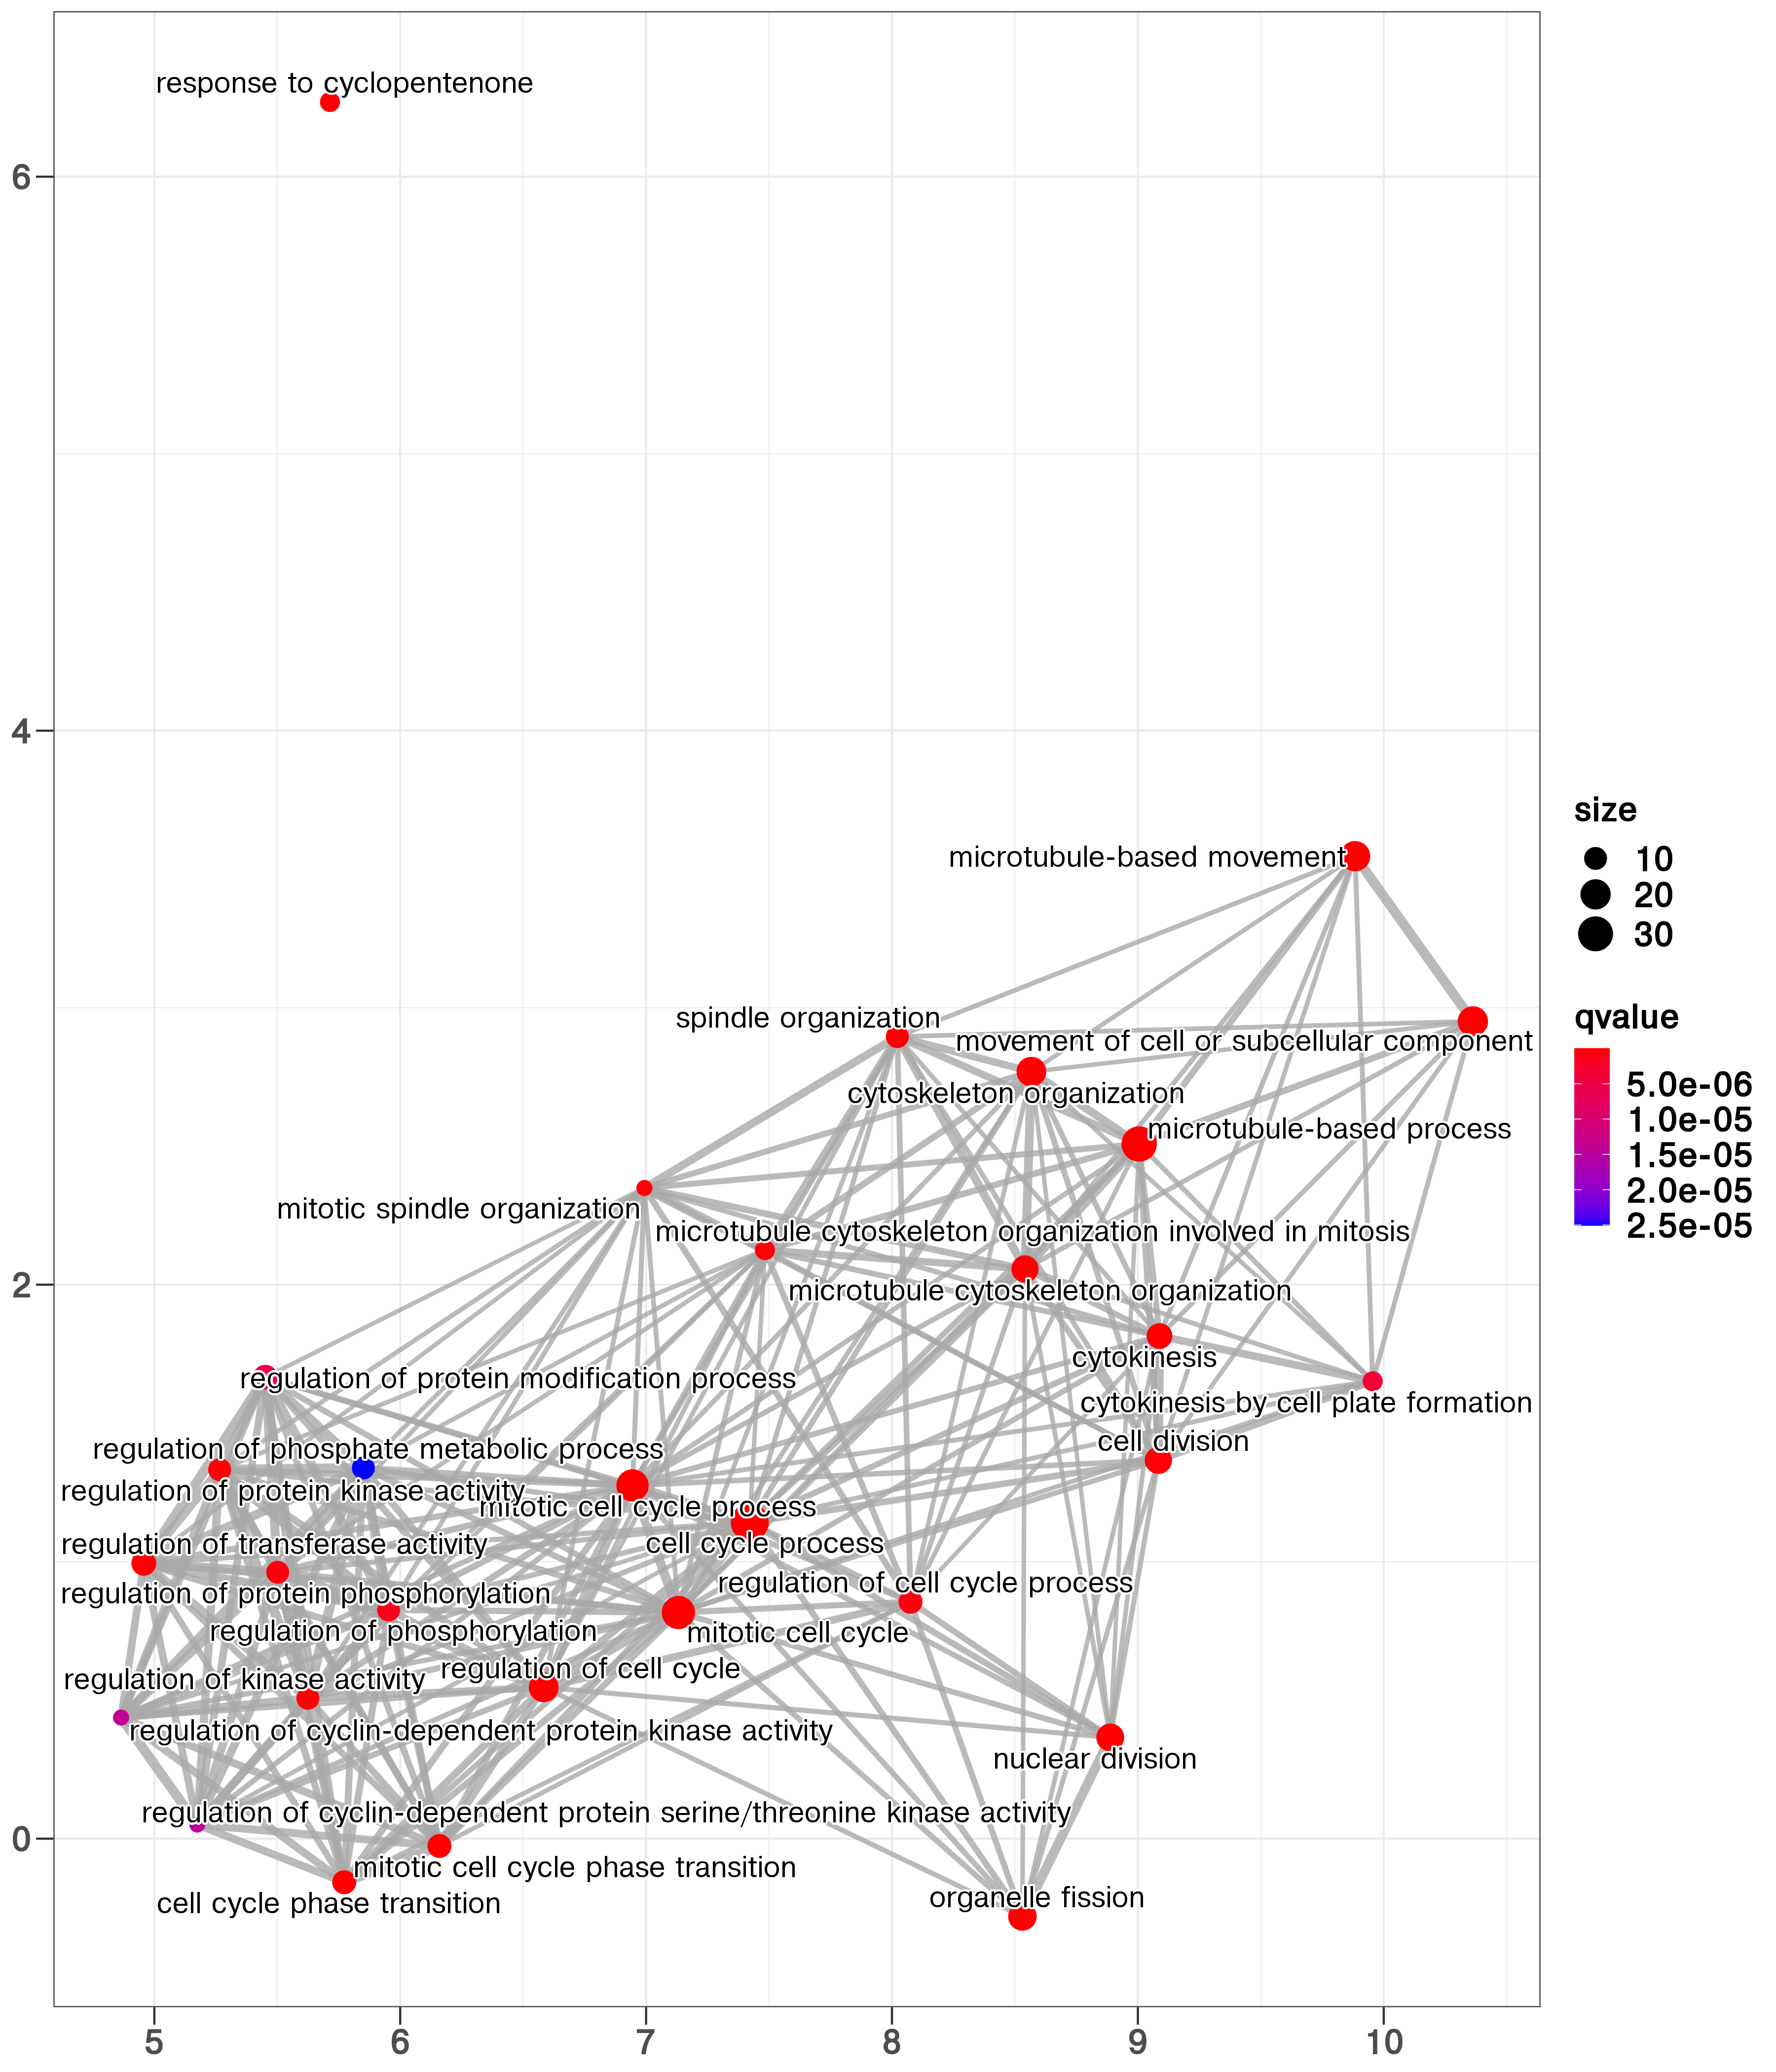 response to cyclopentenone
6
4
size
10
microtubule-based movement
20
30
spindle organization
qvalue
movement of cell or subcellular component
5.0e-06
cytoskeleton organization
1.0e-05
microtubule-based process
1.5e-05
2.0e-05
mitotic spindle organization
2.5e-05
microtubule cytoskeleton organization involved in mitosis
2
microtubule cytoskeleton organization
cytokinesis
regulation of protein modification process
cytokinesis by cell plate formation
cell division
regulation of phosphate metabolic process
regulation of protein kinase activity
mitotic cell cycle process
regulation of transferase activity
cell cycle process
regulation of cell cycle process
regulation of protein phosphorylation
regulation of phosphorylation
mitotic cell cycle
regulation of cell cycle
regulation of kinase activity
regulation of cyclin-dependent protein kinase activity
nuclear division
regulation of cyclin-dependent protein serine/threonine kinase activity
0
mitotic cell cycle phase transition
organelle fission
cell cycle phase transition
5 6 7 8 9 10